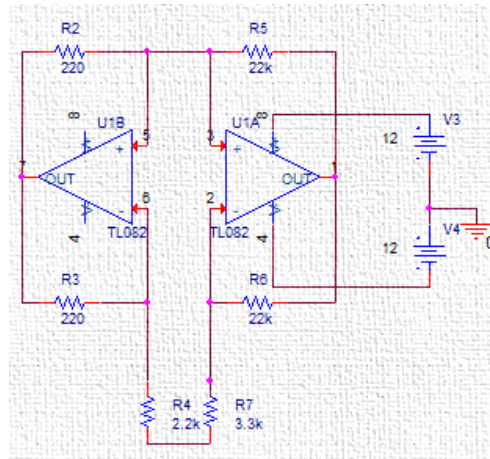 R2
220
R5
22k
U1B
8
5
+
7
OUT
6
-
4
TL082
U1A
8
3
+
1
OUT
2
-
4
TL082
V3
12
V4
12
0
R3
220
R6
22k
R4
2.2k
R7
3.3k